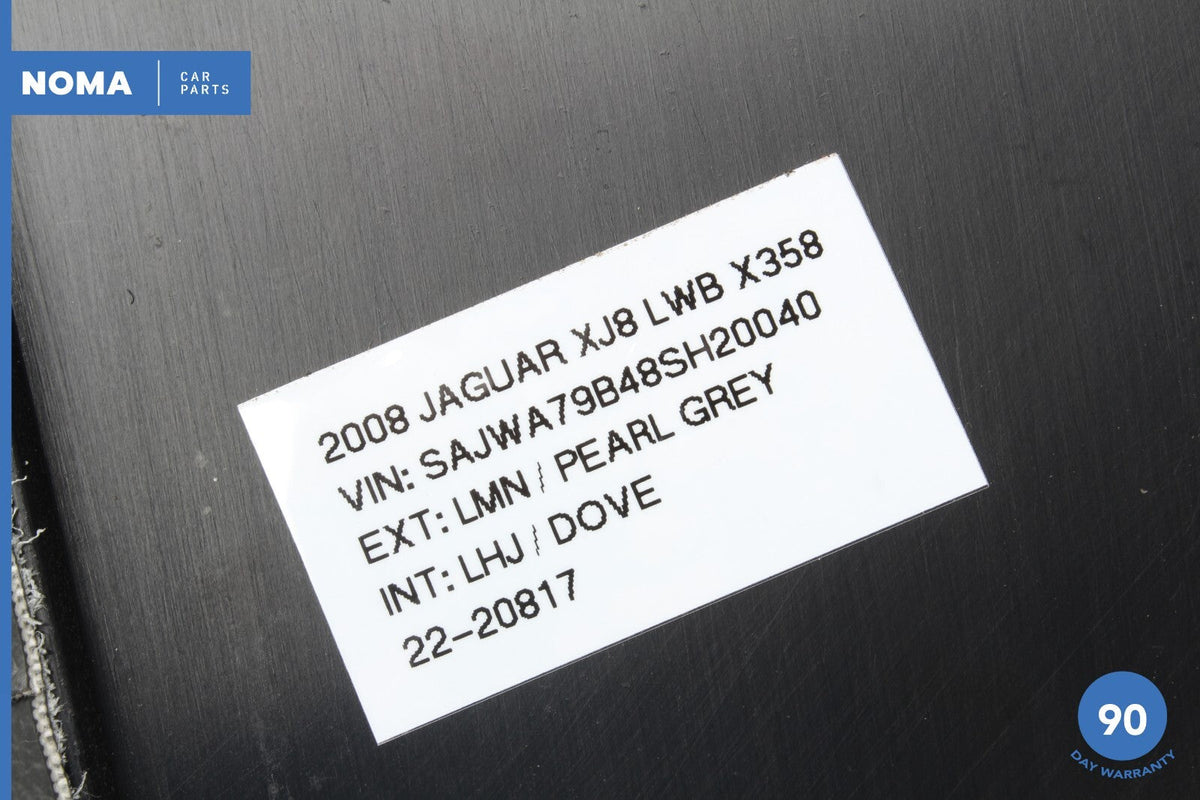 NOMA
CAR
PARTS
2008 JAGUAR XJ8 LWB X358
VIN: SAJWA79B48SH20040
EXT: LMN / PEARL GREY
INT: LHJ / DOVE
22-20817
90
DAY WARRANTY